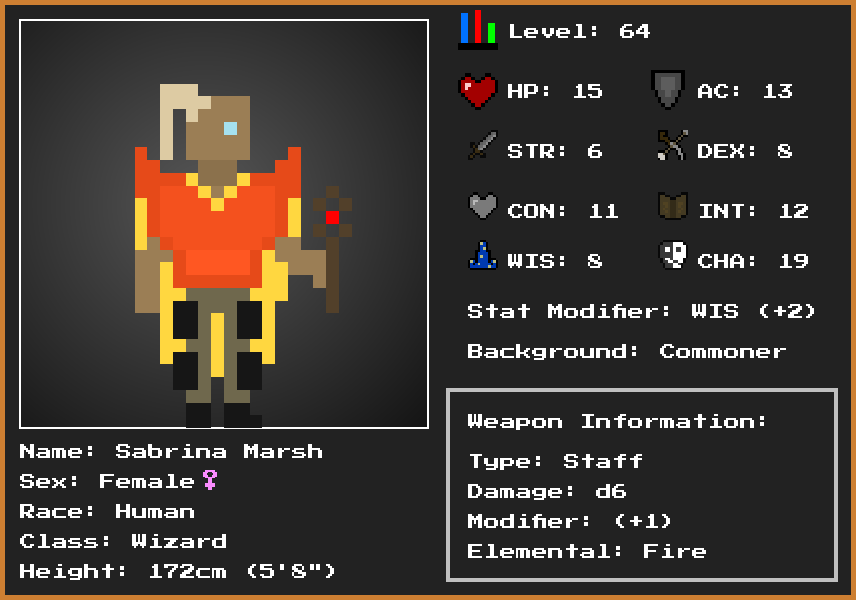 Level: 64
HP: 15 AC: 13
STR: 6 DEX: 8
CON: 11 INT: 12
WIS: 8 CHA: 19
Stat Modifier: WIS (+2)
Background: Commoner
Weapon Information:
Type: Staff
Damage: d6
Modifier: (+1)
Elemental: Fire
Name: Sabrina Marsh
Sex: Female♀
Race: Human
Class: Wizard
Height: 172cm (5'8")